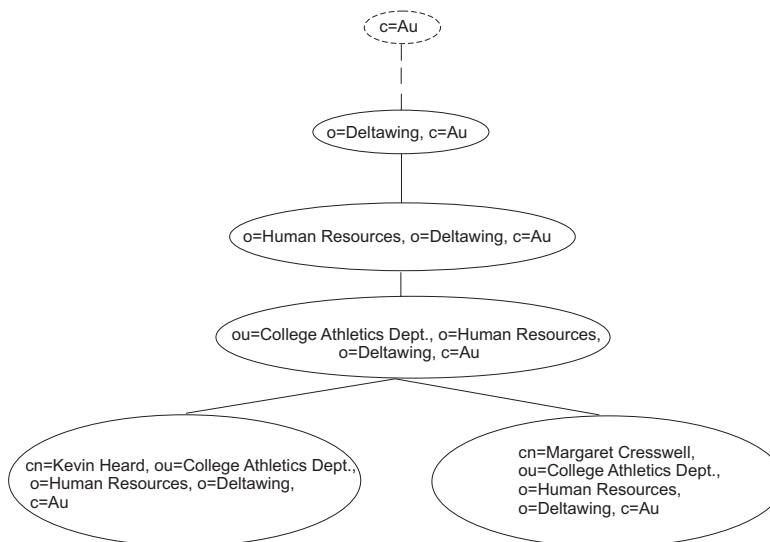 c=Au
o=Deltawing, c=Au
o=Human Resources, o=Deltawing, c=Au
ou=College Athletics Dept., o=Human Resources,
o=Deltawing, c=Au
cn=Kevin Heard, ou=College Athletics Dept.,
o=Human Resources, o=Deltawing,
c=Au
cn=Margaret Cresswell,
ou=College Athletics Dept.,
o=Human Resources,
o=Deltawing, c=Au